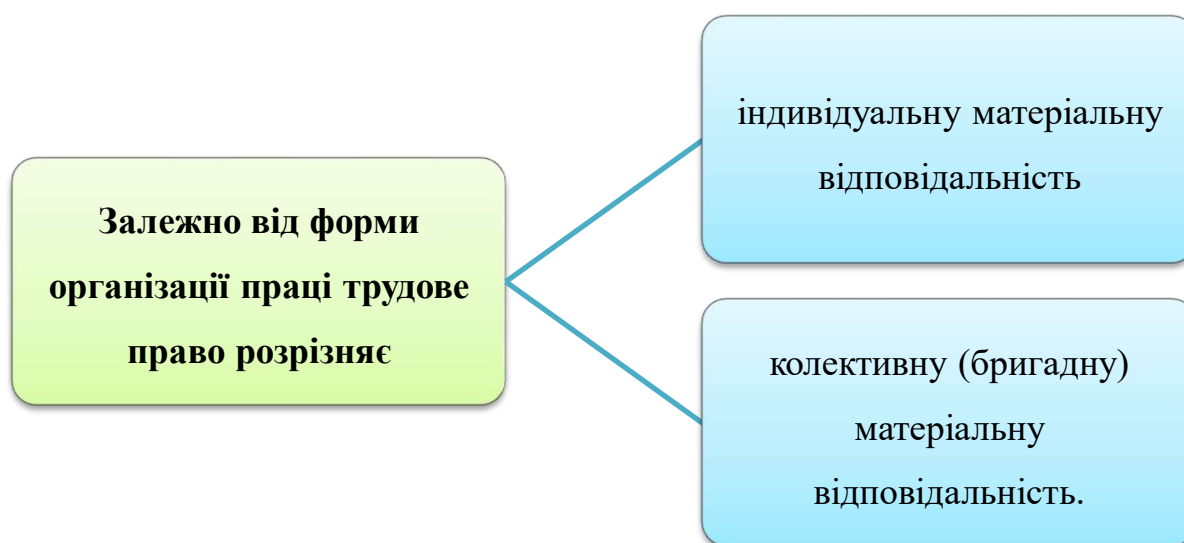 Залежно від форми
організації праці трудове
право розрізняє
індивідуальну матеріальну
відповідальність
колективну (бригадну)
матеріальну
відповідальність.